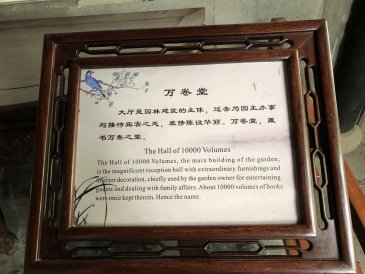 万卷堂
大厅是园林建筑的主体，过去为园主办事
与接待宾客之处，装修陈设华丽。万卷堂，藏
书万卷之堂。
The Hall of 10000 Volumes
The Hall of 10000 Volumes, the main building of the garden,
is the magnificent reception hall with extraordinary furnishings and
interior decoration, chiefly used by the garden owner for entertaining
guests and dealing with family affairs. About 10000 volumes of books
were once kept therein. Hence the name.